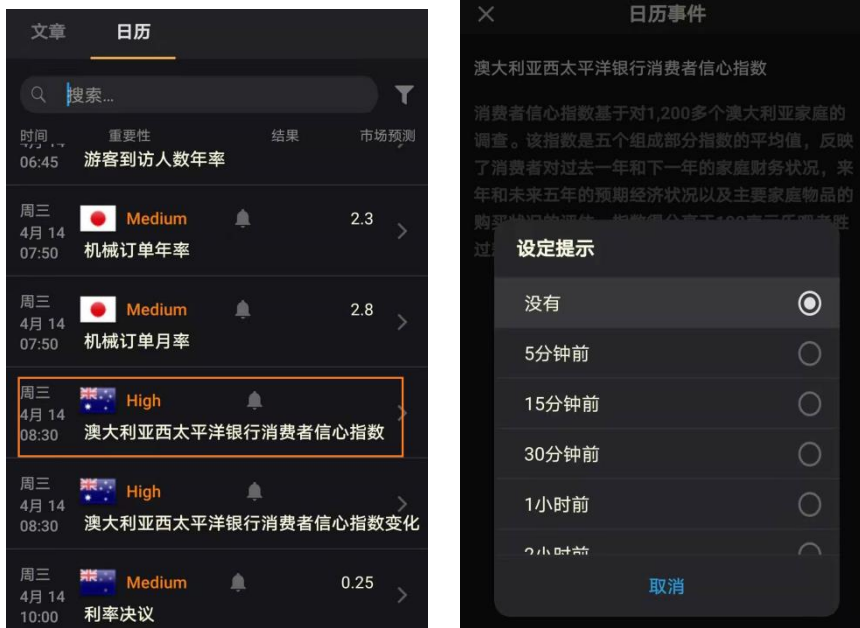 文章 日历
搜索...
时间 重要性 结果 市场预测
06:45 游客到访人数年率
周三
4月 14 Medium 2.3
07:50 机械订单年率
周三
4月 14 Medium 2.8
07:50 机械订单月率
周三
4月 14 High
08:30 澳大利亚西太平洋银行消费者信心指数
周三
4月 14 High
08:30 澳大利亚西太平洋银行消费者信心指数变化
周三
4月 14 Medium 0.25
10:00 利率决议
日历事件
澳大利亚西太平洋银行消费者信心指数
消费者信心指数基于对1,200多个澳大利亚家庭的
调查。该指数是五个组成部分指数的平均值，反映
了消费者对过去一年和下一年的家庭财务状况，来
年和未来五年的预期经济状况以及主要家庭物品的
设定提示
没有
5分钟前
15分钟前
30分钟前
1小时前
2小时前
取消